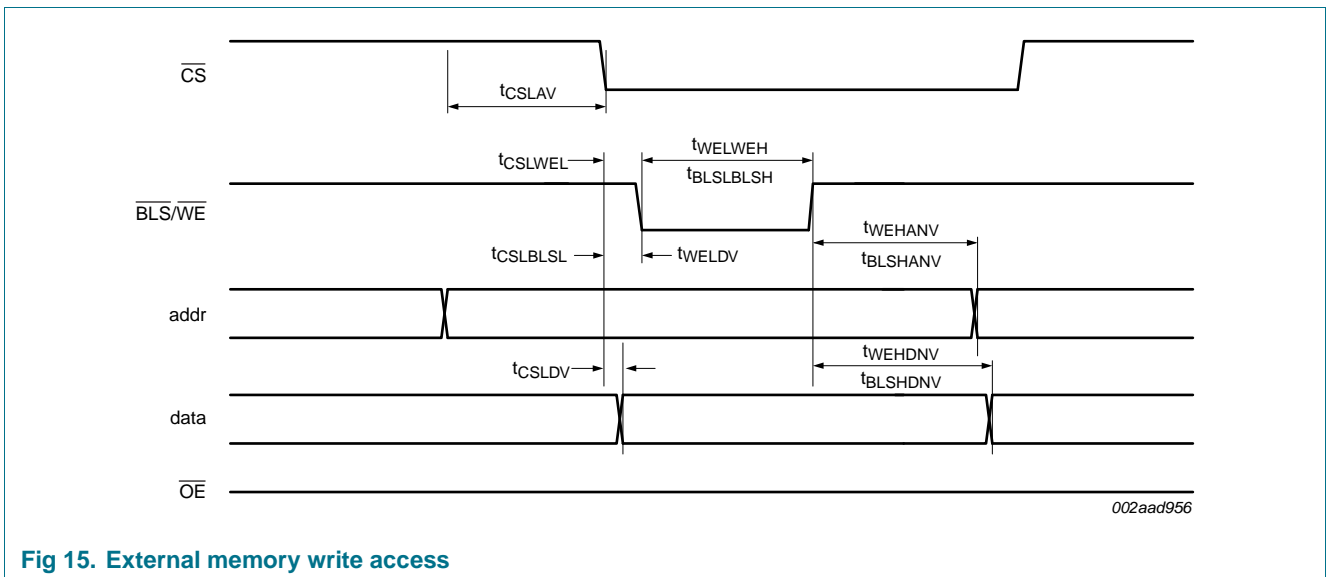 CS
tCSLAV
tCSLWEL
tWELWEH
tBLSLBLSH
BLS/WE
tCSLBLSL
tWELDV
tWEHANV
tBLSHANV
addr
tCSLDV
tWEHDNV
tBLSHDNV
data
OE
002aad956
Fig 15. External memory write access